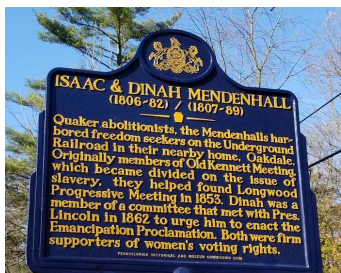 ISAAC & DINAH MENDENHALL
(1806-82) / (1807-89)
Quaker abolitionists, the Mendenhalls har-
bored freedom seekers on the Underground
Railroad in their nearby home, Oakdale.
Originally members of Old Kennett Meeting,
which became divided on the issue of
slavery, they helped found Longwood
Progressive Meeting in 1853. Dinah was a
member of a committee that met with Pres.
Lincoln in 1862 to urge him to enact the
Emancipation Proclamation. Both were firm
supporters of women's voting rights.
PENNSYLVANIA HISTORICAL AND MUSEUM COMMISSION 2018